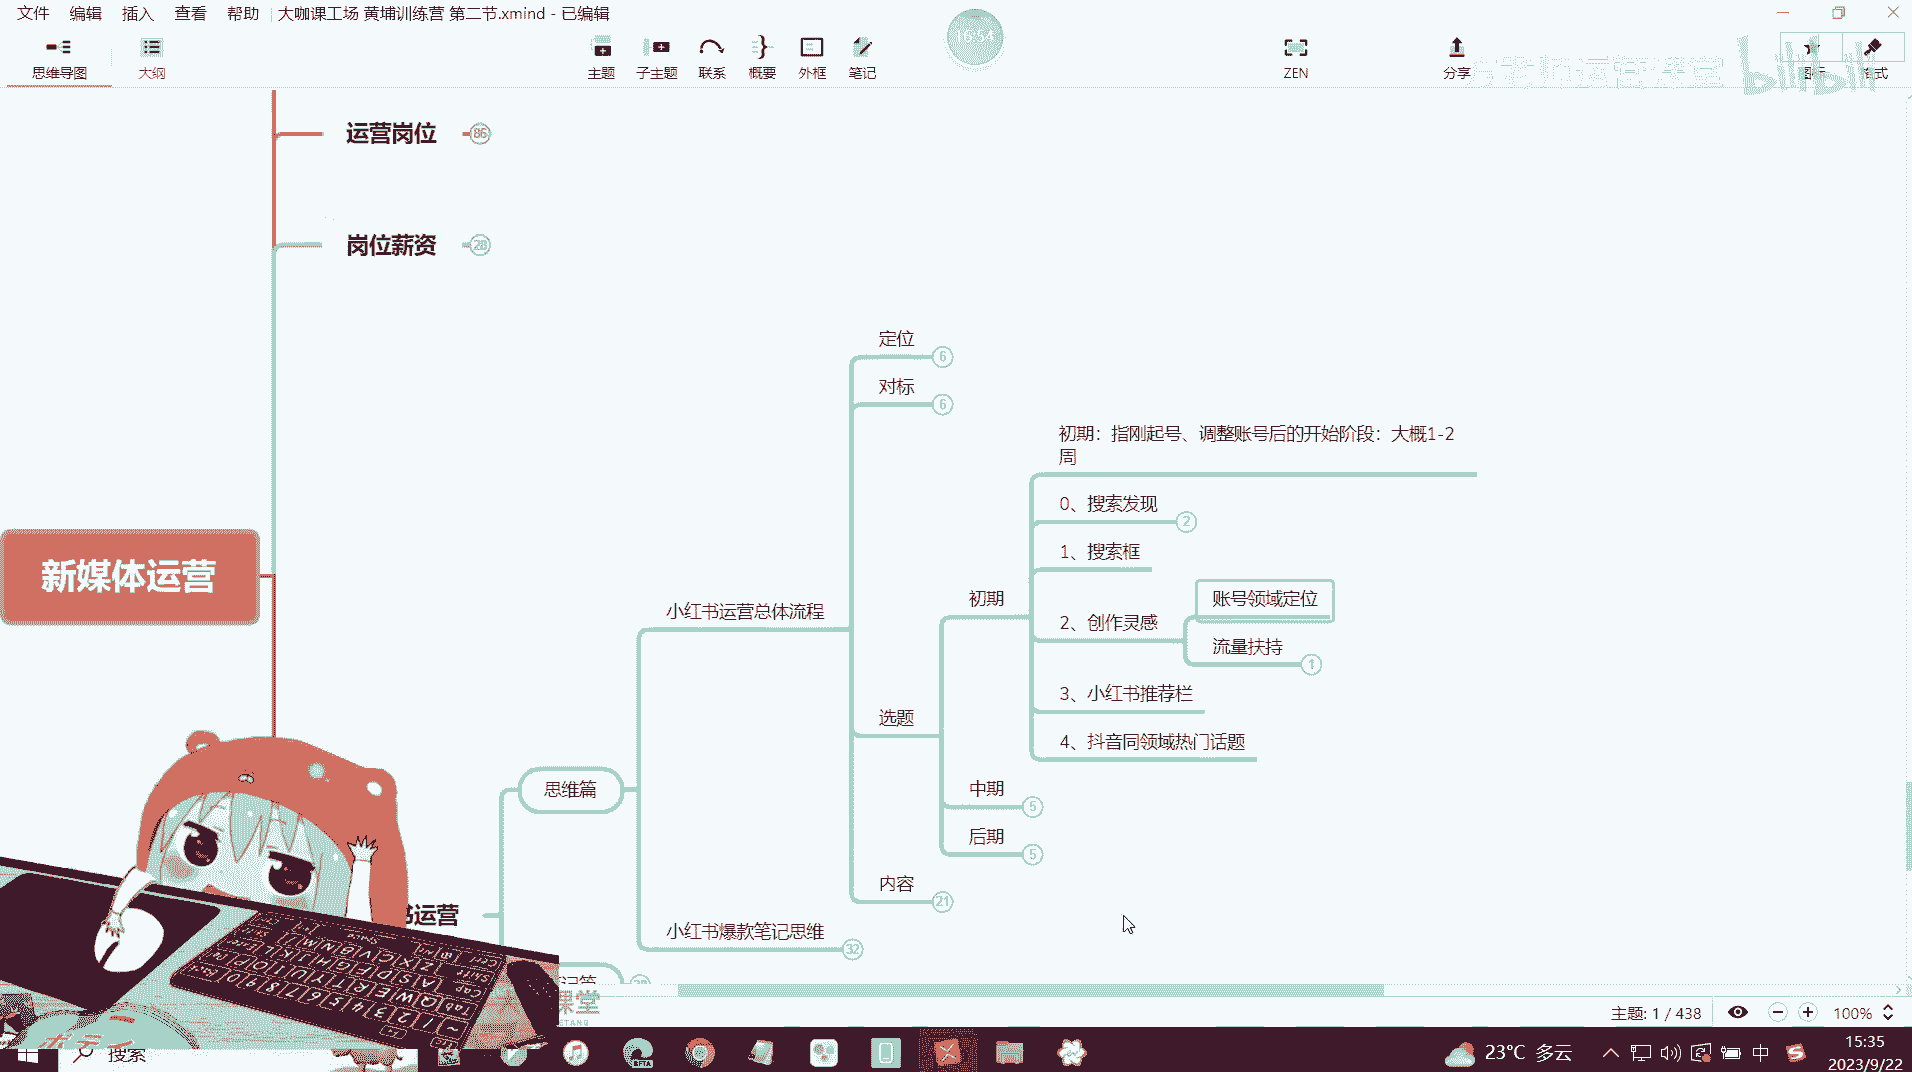 文件 编辑 插入 查看 帮助 大咖课工场 黄埔训练营 第二节.xmind - 已编辑
思维导图
大纲
主题
子主题
联系
概要
外框
笔记
16:54
ZEN
分享
图标
格式
bilibili
运营岗位
86
岗位薪资
28
定位
6
对标
6
初期：指刚起号、调整账号后的开始阶段：大概1-2
周
0、搜索发现
2
1、搜索框
账号领域定位
2、创作灵感
流量扶持
1
3、小红书推荐栏
4、抖音同领域热门话题
初期
新媒体运营
小红书运营总体流程
选题
思维篇
中期
5
后期
5
内容
21
书运营
小红书爆款笔记思维
32
课堂
主题: 1 / 438
100%
搜索
23°C 多云
中
15:35
2023/9/22